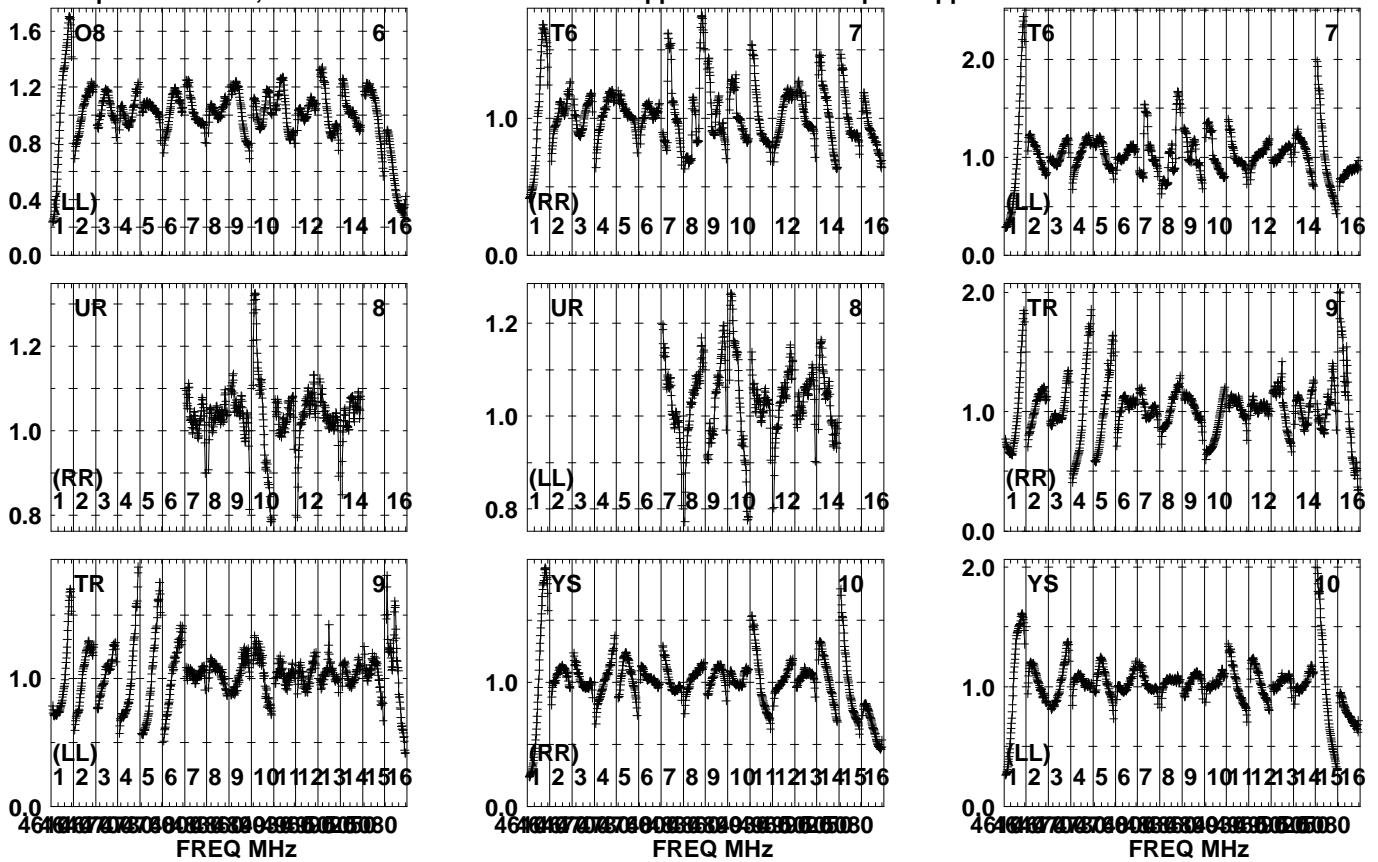 1.6 O8 6
1.2
0.8
0.4 (LL)
1 2 3 4 5 6 7 8 9 10 12 14 16
0.0
T6 7
1.0
(RR)
1 2 3 4 5 6 7 8 9 10 12 14 16
0.0
T6 7
2.0
1.0
(LL)
1 2 3 4 5 6 7 8 9 10 12 14 16
0.0
UR 8
1.2
1.0
(RR)
1 2 3 4 5 6 7 8 9 10 12 14 16
0.8
UR 8
1.2
1.0
(LL)
1 2 3 4 5 6 7 8 9 10 12 14 16
0.8
2.0 TR 9
1.0
(RR)
1 2 3 4 5 6 7 8 9 10 12 14 16
0.0
TR 9
1.0
(LL)
1 2 3 4 5 6 7 8 9 10 11 12 13 14 15 16
0.0
FREQ MHz
YS 10
1.0
(RR)
1 2 3 4 5 6 7 8 9 10 11 12 13 14 15 16
0.0
FREQ MHz
2.0 YS 10
1.0
(LL)
1 2 3 4 5 6 7 8 9 10 11 12 13 14 15 16
0.0
FREQ MHz